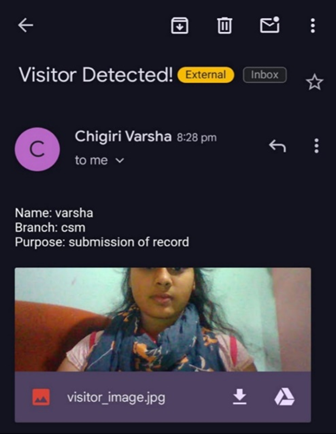 Visitor Detected! External Inbox
C
Chigiri Varsha 8:28 pm
to me
Name: varsha
Branch: csm
Purpose: submission of record
visitor_image.jpg